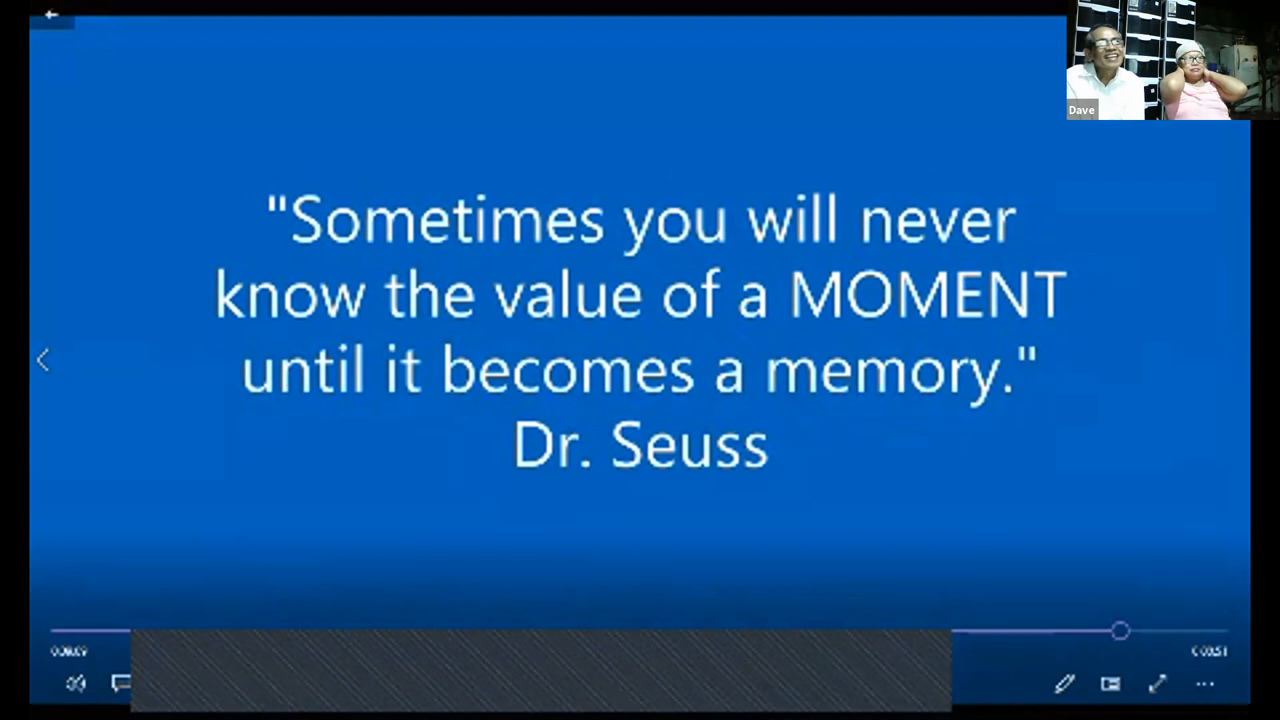 Dave
"Sometimes you will never
know the value of a MOMENT
until it becomes a memory."
Dr. Seuss